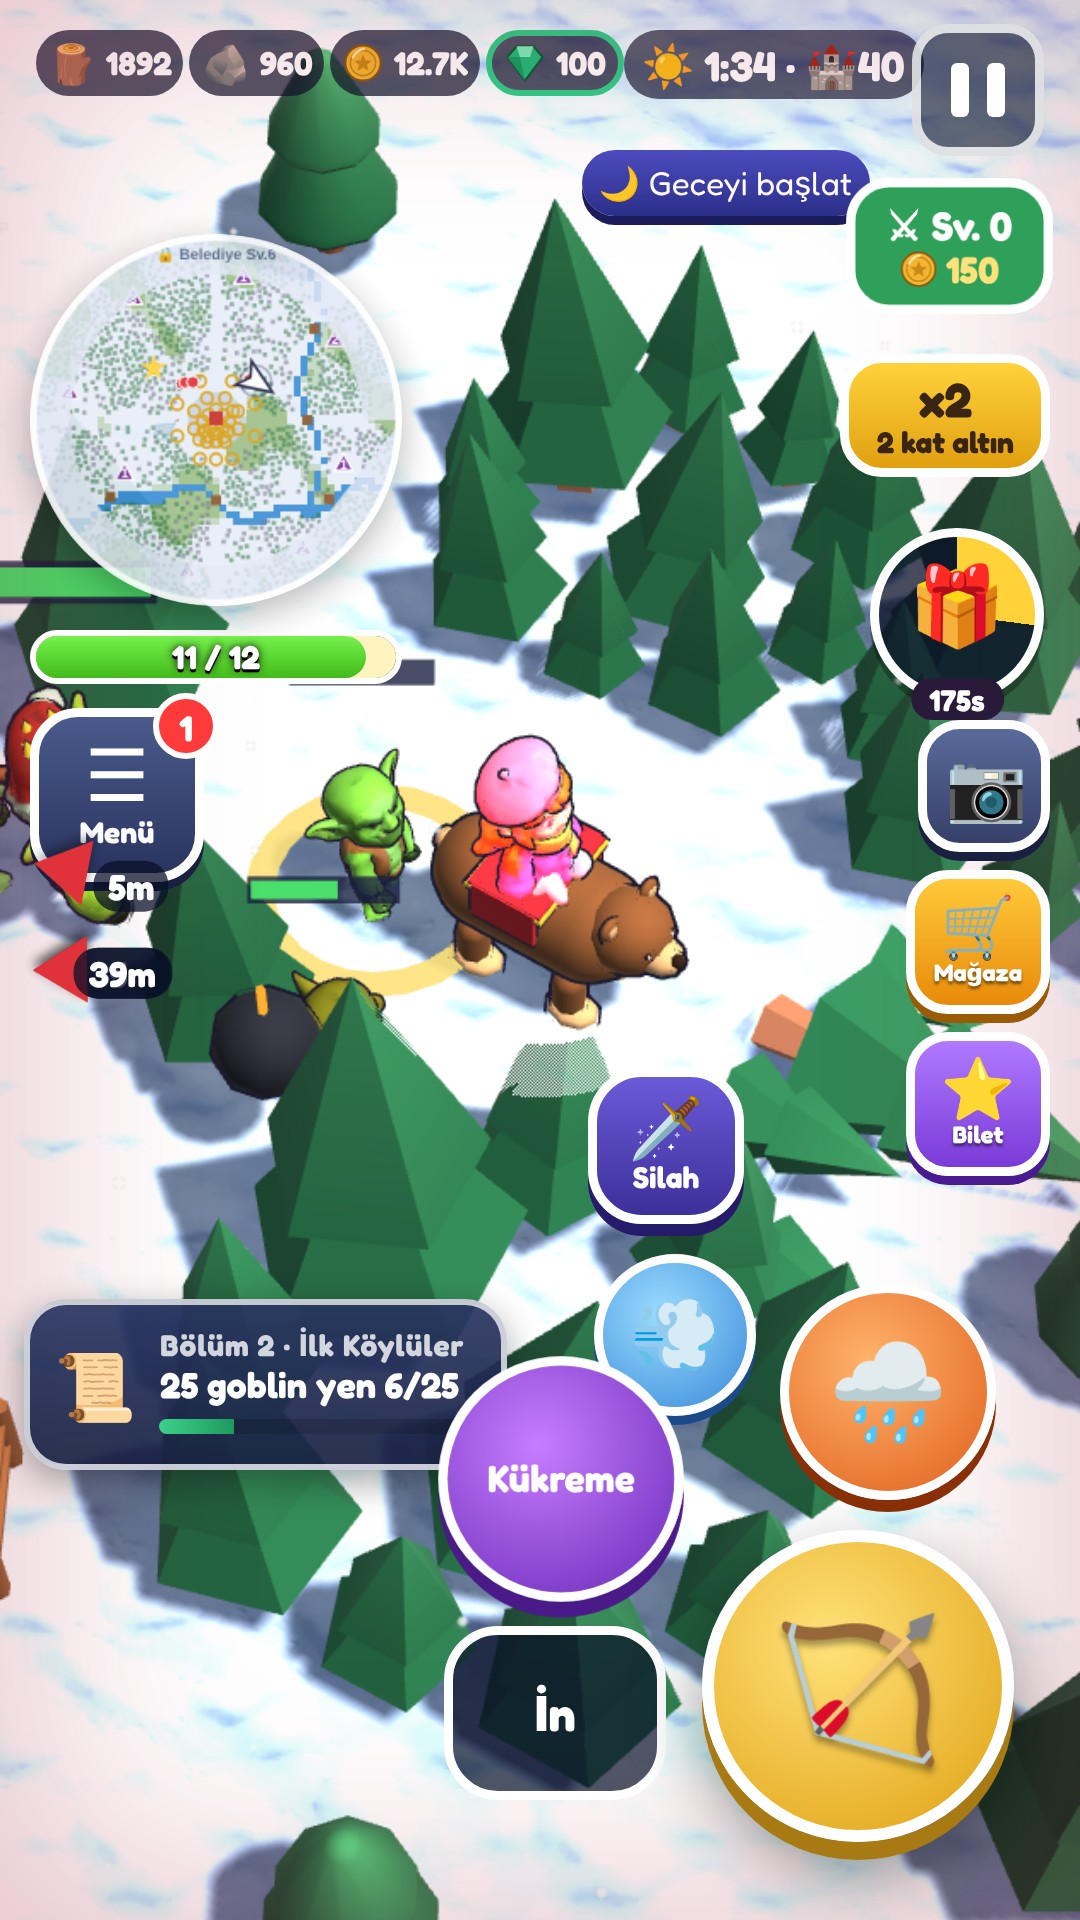 1892
960
12.7K
100
1:34 · 40
Geceyi başlat
Sv. 0
150
Belediye Sv.6
x2
2 kat altın
175s
11 / 12
1
Menü
5m
39m
Mağaza
Bilet
Silah
Bölüm 2 · İlk Köylüler
25 goblin yen 6/25
Kükreme
İn